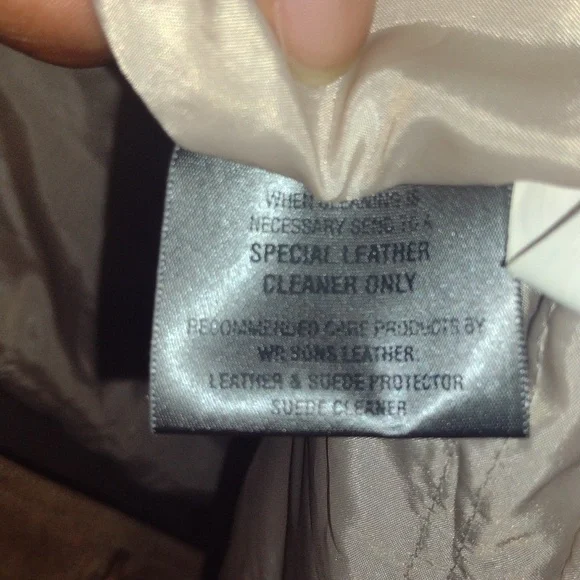 WHEN CLEANING IS
NECESSARY SEND TO A
SPECIAL LEATHER
CLEANER ONLY
RECOMMENDED CARE PRODUCTS BY
WILSONS LEATHER:
LEATHER & SUEDE PROTECTOR
SUEDE CLEANER